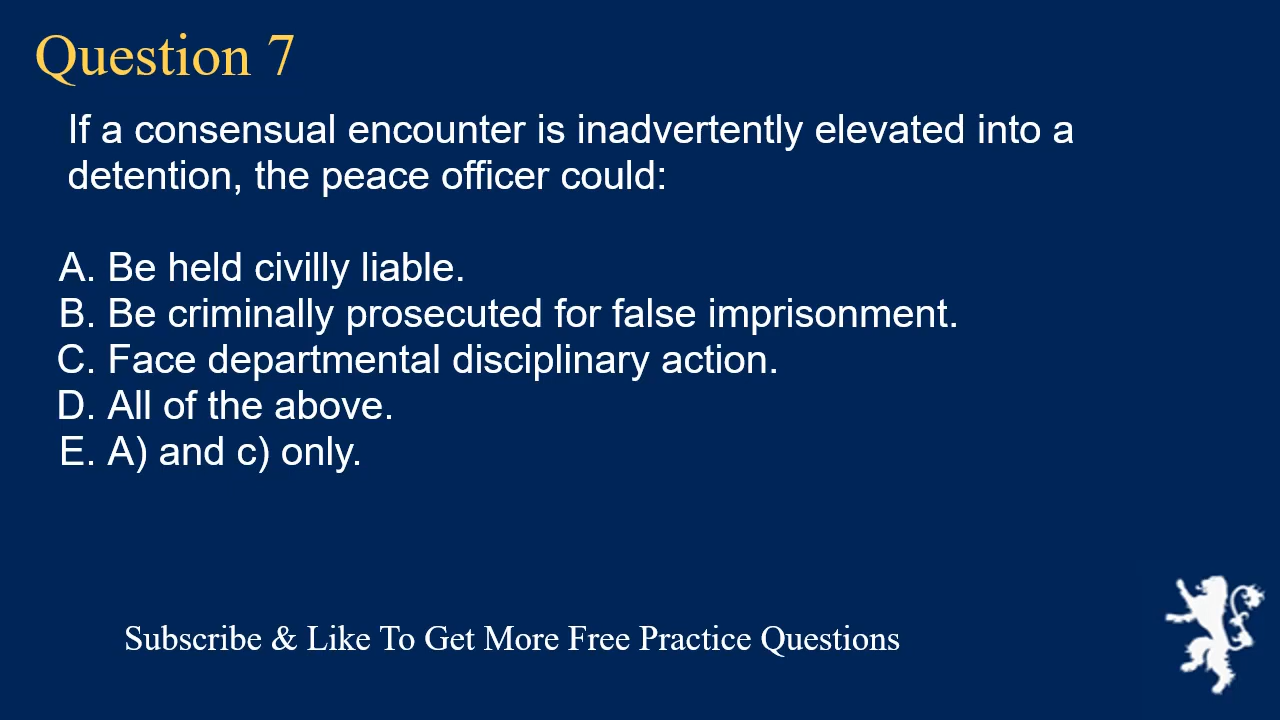 Question 7
If a consensual encounter is inadvertently elevated into a
detention, the peace officer could:
A. Be held civilly liable.
B. Be criminally prosecuted for false imprisonment.
C. Face departmental disciplinary action.
D. All of the above.
E. A) and c) only.
Subscribe & Like To Get More Free Practice Questions